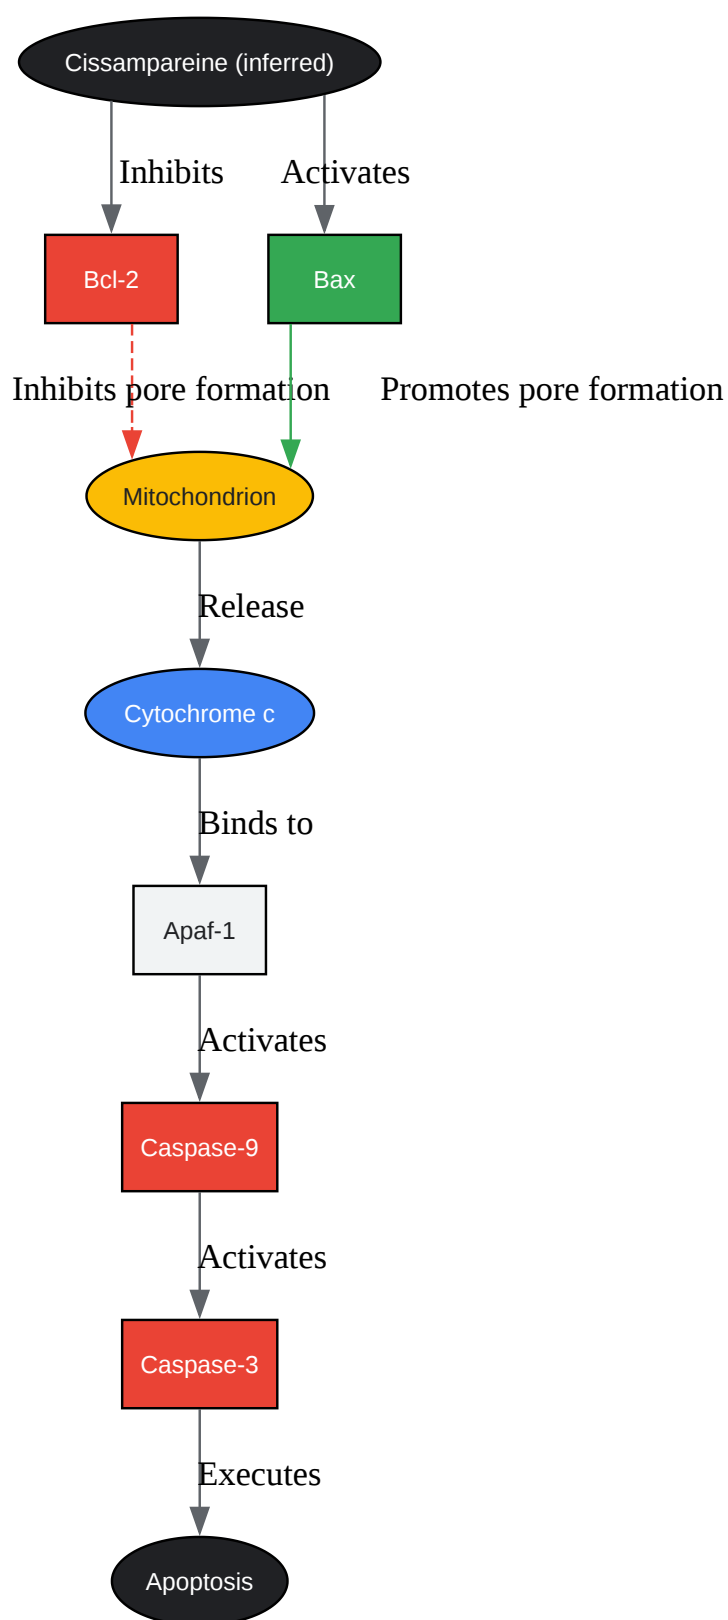 Cissampareine (inferred)
Inhibits
Activates
Bcl-2
Bax
Inhibits pore formation
Promotes pore formation
Mitochondrion
Release
Cytochrome c
Binds to
Apaf-1
Activates
Caspase-9
Activates
Caspase-3
Executes
Apoptosis